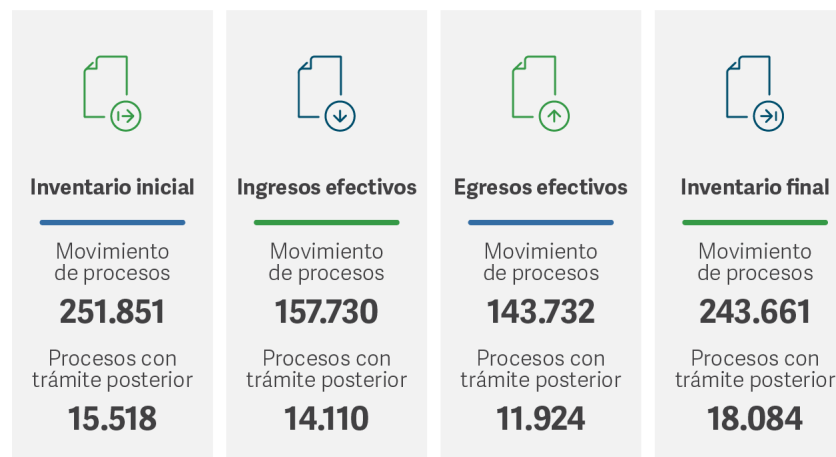 Inventario inicial
Movimiento
de procesos
251.851
Procesos con
trámite posterior
15.518
Ingresos efectivos
Movimiento
de procesos
157.730
Procesos con
trámite posterior
14.110
Egresos efectivos
Movimiento
de procesos
143.732
Procesos con
trámite posterior
11.924
Inventario final
Movimiento
de procesos
243.661
Procesos con
trámite posterior
18.084